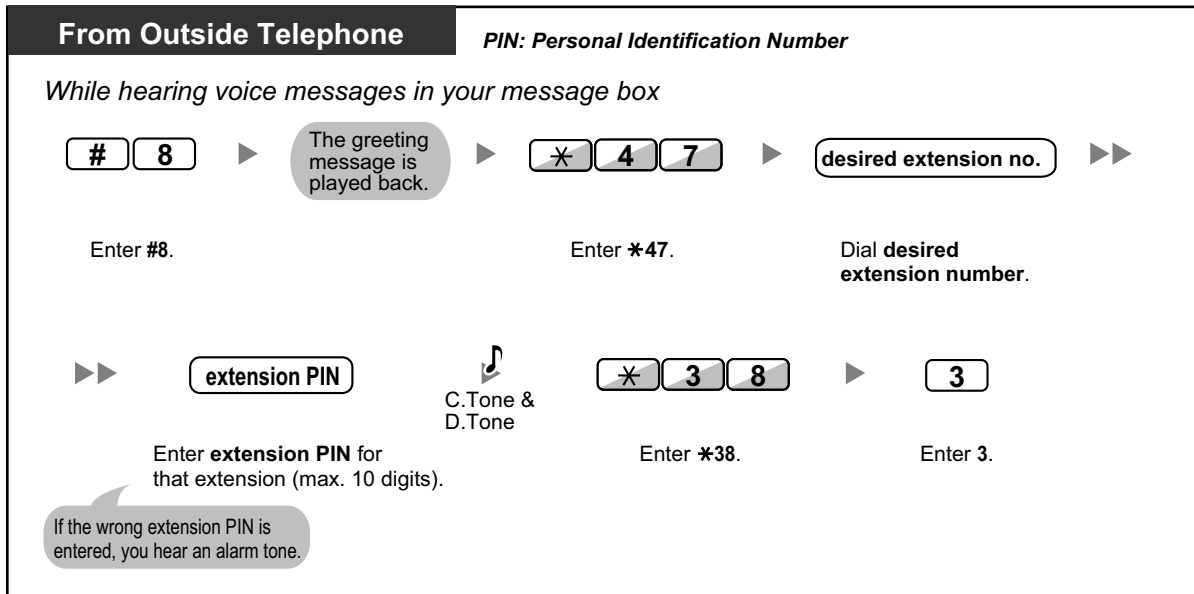 From Outside Telephone
PIN: Personal Identification Number
While hearing voice messages in your message box
# 8
The greeting
message is
played back.
* 4 7
desired extension no.
Enter #8.
Enter *47.
Dial desired
extension number.
extension PIN
C.Tone &
D.Tone
* 3 8
3
Enter extension PIN for
that extension (max. 10 digits).
Enter *38.
Enter 3.
If the wrong extension PIN is
entered, you hear an alarm tone.